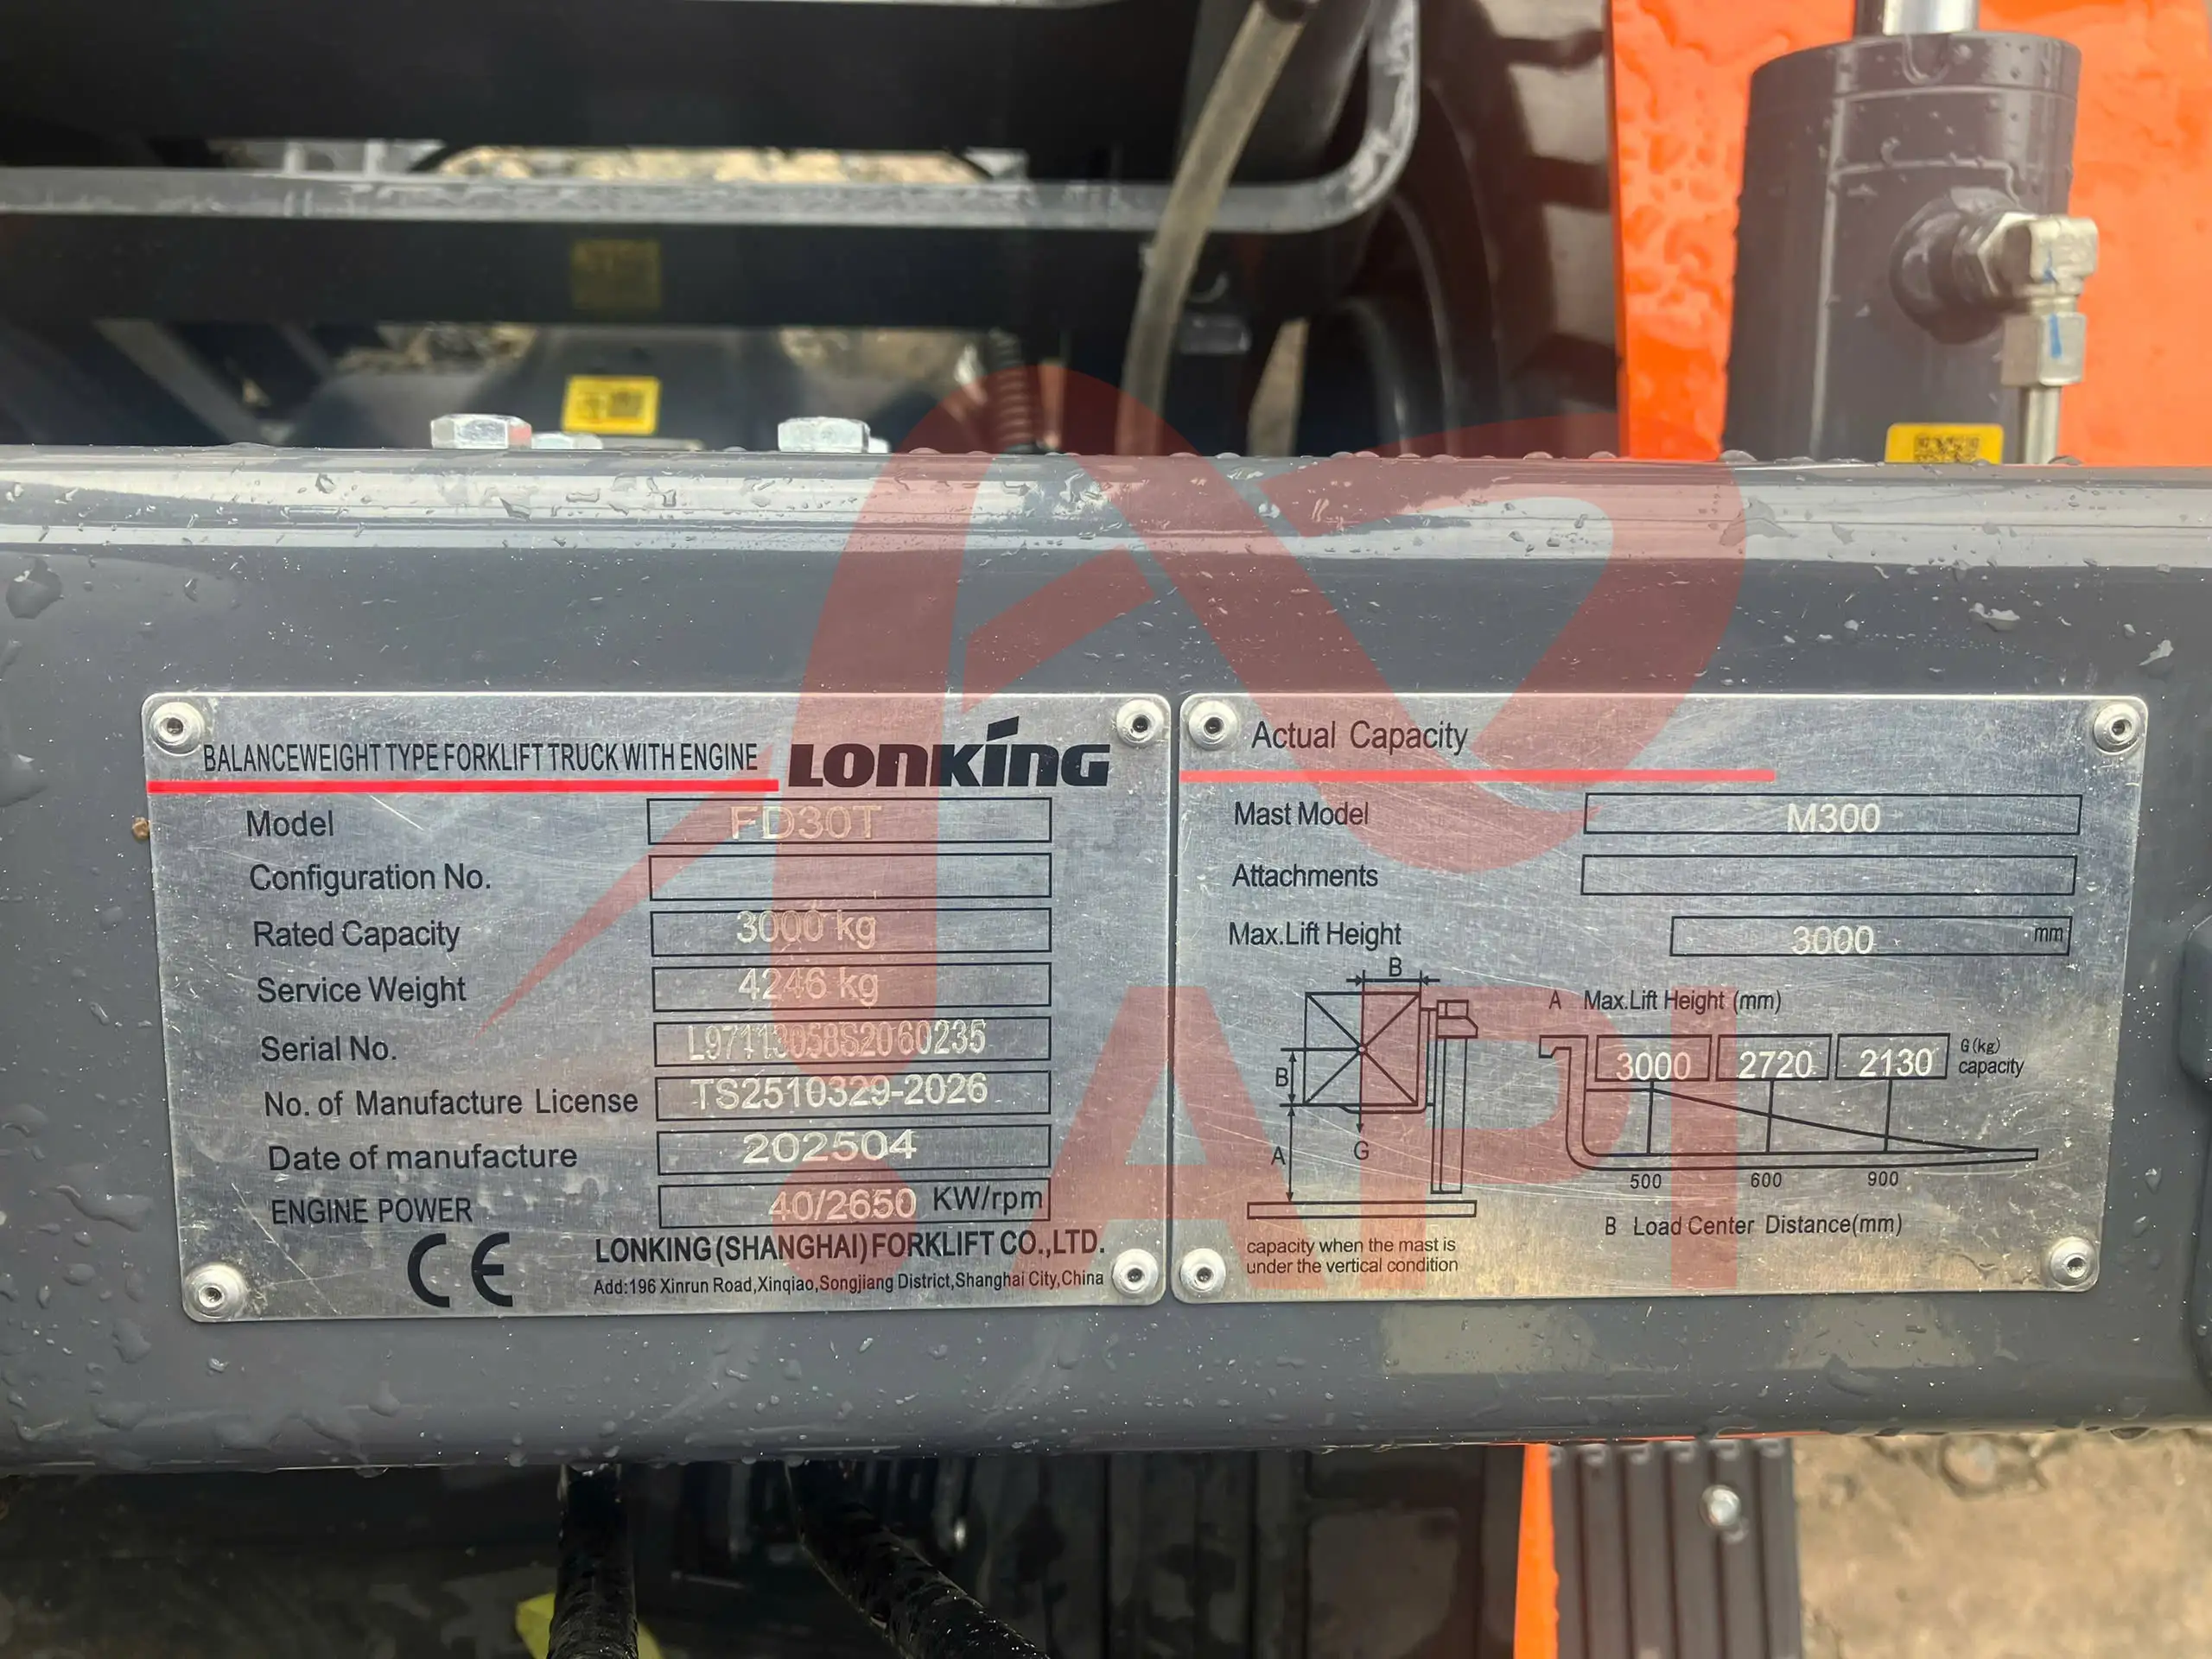 BALANCEWEIGHT TYPE FORKLIFT TRUCK WITH ENGINE LONKING
Model FD30T
Configuration No.
Rated Capacity 3000 kg
Service Weight 4246 kg
Serial No. L97113058S2060235
No. of Manufacture License TS2510329-2026
Date of manufacture 202504
ENGINE POWER 40/2650 KW/rpm
CE
LONKING(SHANGHAI)FORKLIFT CO.,LTD.
Add:196 Xinrun Road,Xinqiao,Songjiang District,Shanghai City,China
Actual Capacity
Mast Model M300
Attachments
Max.Lift Height 3000 mm
B
B
A
G
capacity when the mast is
under the vertical condition
A Max.Lift Height (mm)
3000 2720 2130 G(kg)
capacity
500 600 900
B Load Center Distance(mm)
API